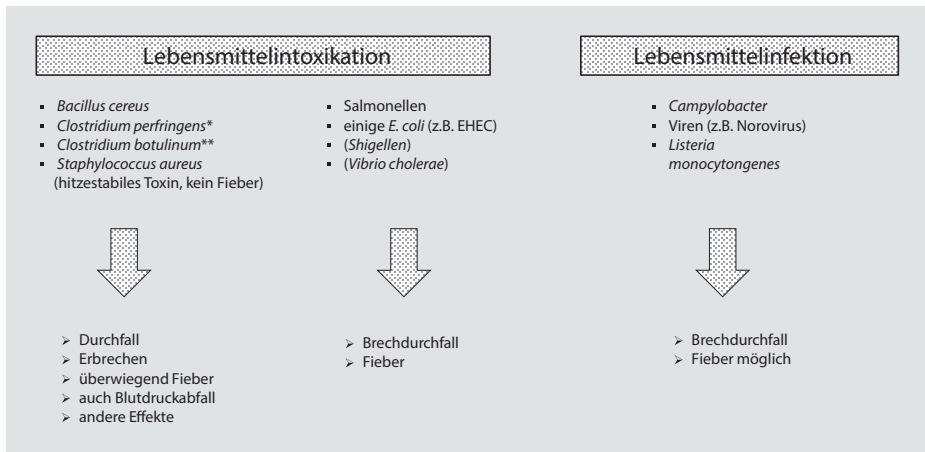 Lebensmittelintoxikation
▪ Bacillus cereus
▪ Clostridium perfringens*
▪ Clostridium botulinum**
▪ Staphylococcus aureus
(hitzestabiles Toxin, kein Fieber)
▪ Salmonellen
▪ einige E. coli (z.B. EHEC)
▪ (Shigellen)
▪ (Vibrio cholerae)
➢ Durchfall
➢ Erbrechen
➢ überwiegend Fieber
➢ auch Blutdruckabfall
➢ andere Effekte
➢ Brechdurchfall
➢ Fieber
Lebensmittelinfektion
▪ Campylobacter
▪ Viren (z.B. Norovirus)
▪ Listeria
monocytongenes
➢ Brechdurchfall
➢ Fieber möglich